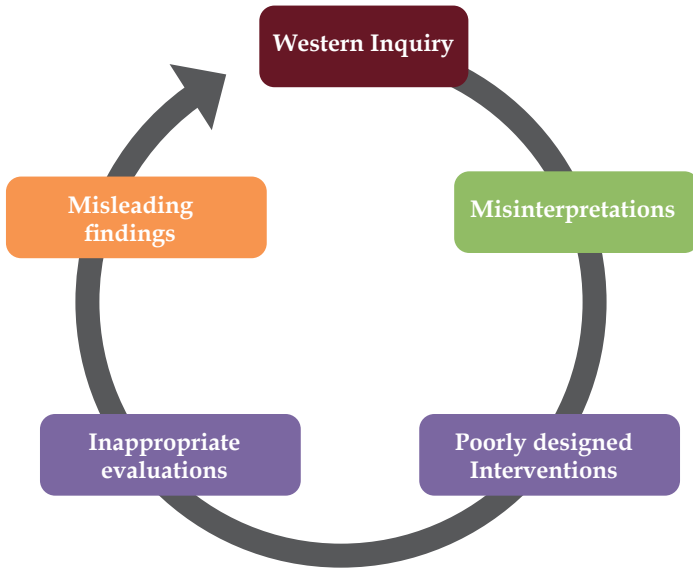 Western Inquiry
Misinterpretations
Poorly designed
Interventions
Inappropriate
evaluations
Misleading
findings